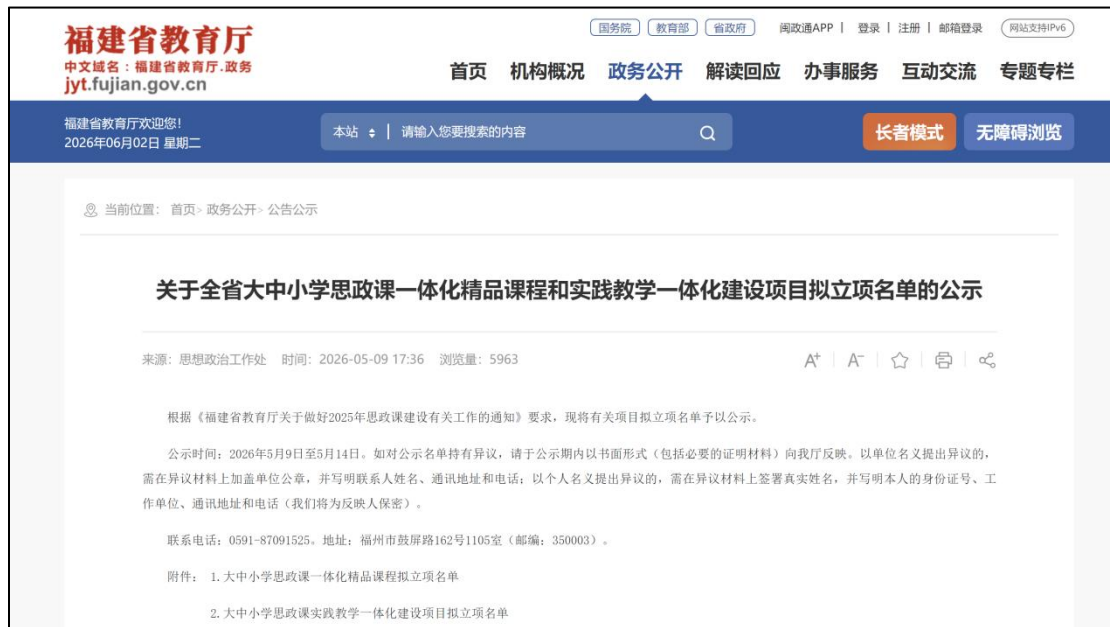 福建省教育厅
中文域名：福建省教育厅.政务
jyt.fujian.gov.cn
国务院 教育部 省政府 闽政通APP | 登录 | 注册 | 邮箱登录 网站支持IPv6
首页 机构概况 政务公开 解读回应 办事服务 互动交流 专题专栏
福建省教育厅欢迎您!
2026年06月02日 星期二
本站 | 请输入您要搜索的内容
长者模式 无障碍浏览
当前位置： 首页> 政务公开> 公告公示
关于全省大中小学思政课一体化精品课程和实践教学一体化建设项目拟立项名单的公示
来源：思想政治工作处 时间：2026-05-09 17:36 浏览量：5963
A+ | A-
根据《福建省教育厅关于做好2025年思政课建设有关工作的通知》要求，现将有关项目拟立项名单予以公示。
公示时间：2026年5月9日至5月14日。如对公示名单持有异议，请于公示期内以书面形式（包括必要的证明材料）向我厅反映。以单位名义提出异议的，
需在异议材料上加盖单位公章，并写明联系人姓名、通讯地址和电话；以个人名义提出异议的，需在异议材料上签署真实姓名，并写明本人的身份证号、工
作单位、通讯地址和电话（我们将为反映人保密）。
联系电话：0591-87091525。地址：福州市鼓屏路162号1105室（邮编：350003）。
附件： 1.大中小学思政课一体化精品课程拟立项名单
2.大中小学思政课实践教学一体化建设项目拟立项名单